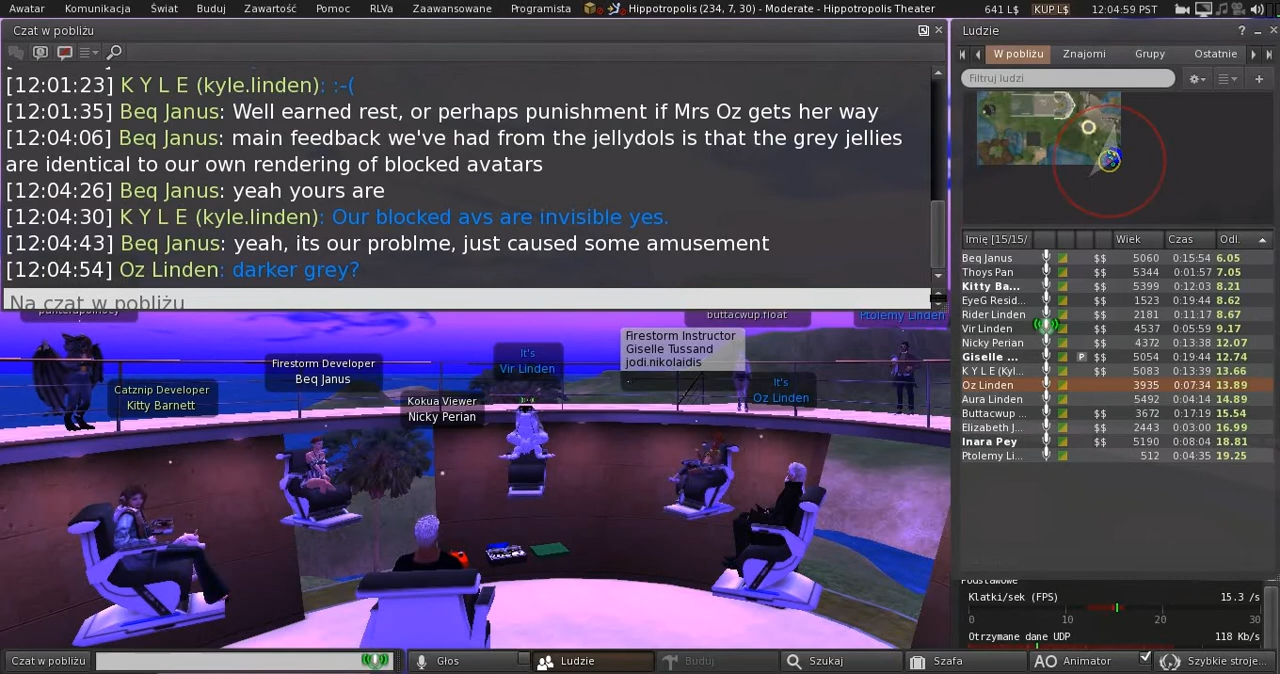 Awatar Komunikacja Świat Buduj Zawartość Pomoc RLVa Zaawansowane Programista Hippotropolis (234, 7, 30) - Moderate - Hippotropolis Theater 641 L$ KUP L$ 12:04:59 PST
Czat w pobliżu
[12:01:23] K Y L E (kyle.linden): :-(
[12:01:35] Beq Janus: Well earned rest, or perhaps punishment if Mrs Oz gets her way
[12:04:06] Beq Janus: main feedback we've had from the jellydols is that the grey jellies
are identical to our own rendering of blocked avatars
[12:04:26] Beq Janus: yeah yours are
[12:04:30] K Y L E (kyle.linden): Our blocked avs are invisible yes.
[12:04:43] Beq Janus: yeah, its our problme, just caused some amusement
[12:04:54] Oz Linden: darker grey?
Na czat w pobliżu
buttacwup.float
Ptolemy Linden
Firestorm Instructor
Giselle Tussand
jodi.nikolaidis
It's
Vir Linden
Firestorm Developer
Beq Janus
It's
Oz Linden
Catznip Developer
Kitty Barnett
Kokua Viewer
Nicky Perian
Ludzie
? _ ×
W pobliżu Znajomi Grupy Ostatnie
Filtruj ludzi
Imię [15/15/ Wiek Czas Odl.
Beq Janus $$ 5060 0:15:54 6.05
Thoys Pan $$ 5344 0:01:57 7.05
Kitty Ba... $$ 5399 0:12:03 8.21
EyeG Resid... $$ 1523 0:19:44 8.62
Rider Linden $$ 2181 0:11:17 8.67
Vir Linden $$ 4537 0:05:59 9.17
Nicky Perian $$ 4372 0:13:38 12.07
Giselle ... P $$ 5054 0:19:44 12.74
K Y L E (Kyl... $$ 5083 0:13:39 13.66
Oz Linden 3935 0:07:34 13.89
Aura Linden 5492 0:04:14 14.89
Buttacwup ... $$ 3672 0:17:19 15.54
Elizabeth J... $$ 2443 0:03:00 16.99
Inara Pey $$ 5190 0:08:04 18.81
Ptolemy Li... 512 0:04:35 19.25
Podstawowe
Klatki/sek (FPS) 15.3 /s
0 10 20 30
Otrzymane dane UDP 118 Kb/s
Czat w pobliżu Głos Ludzie Buduj Szukaj Szafa AO Animator Szybkie stroje...